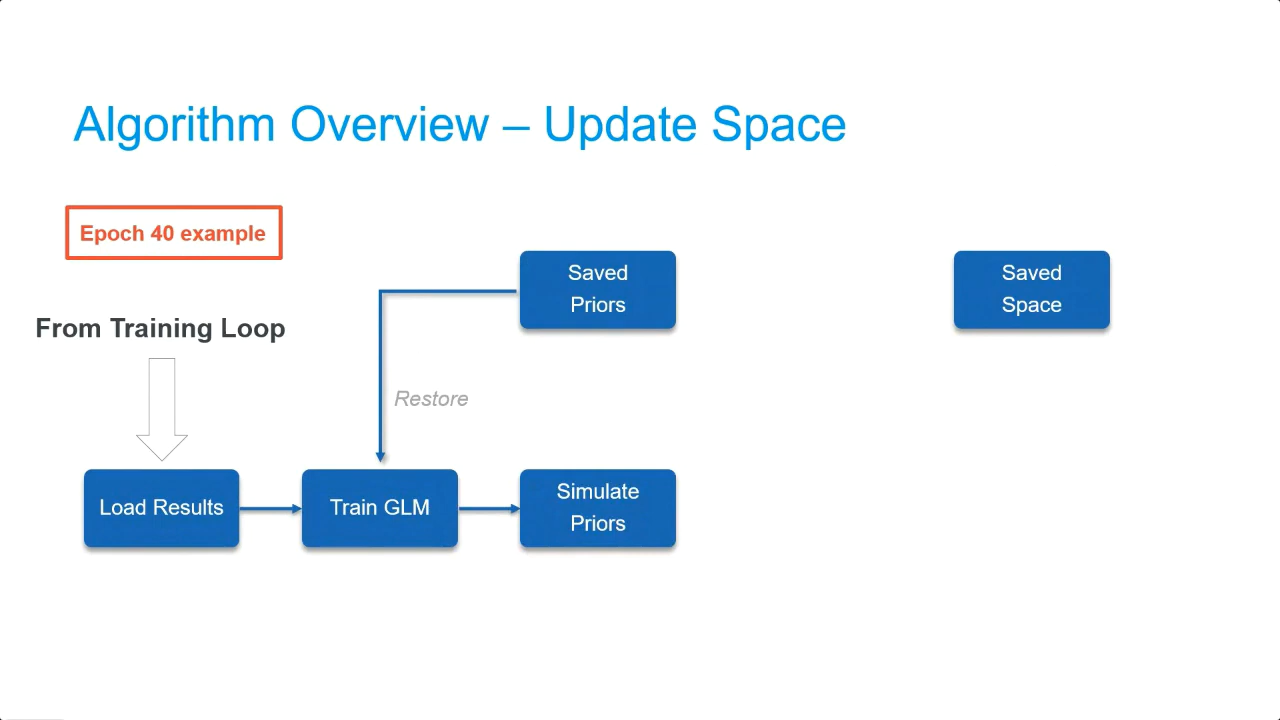 Algorithm Overview – Update Space
Epoch 40 example
From Training Loop
Saved
Priors
Saved
Space
Restore
Load Results
Train GLM
Simulate
Priors